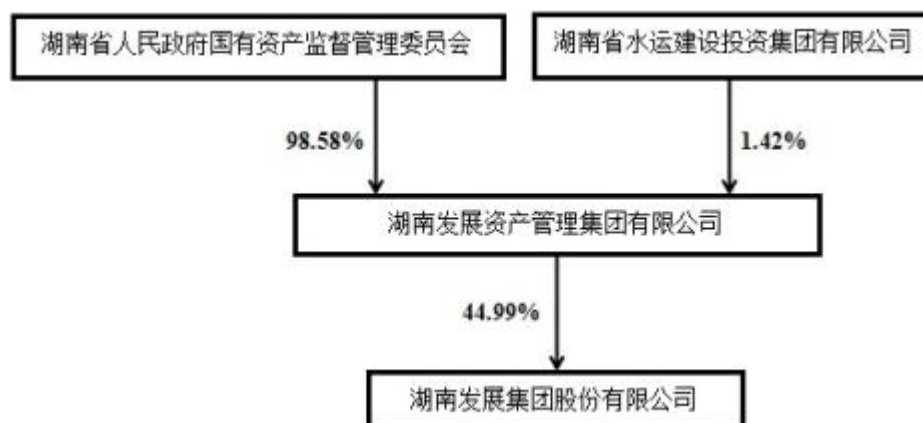 湖南省人民政府国有资产监督管理委员会
湖南省水运建设投资集团有限公司
98.58%
1.42%
湖南发展资产管理集团有限公司
44.99%
湖南发展集团股份有限公司